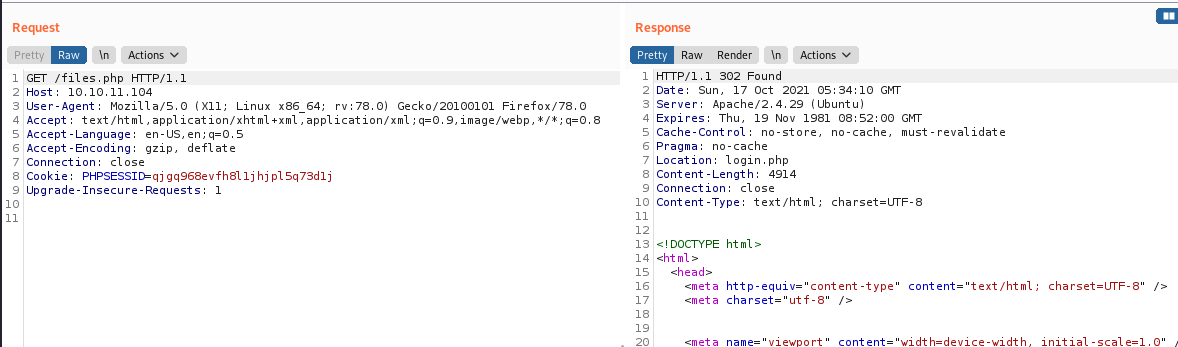 Request
Pretty Raw \n Actions
1 GET /files.php HTTP/1.1
2 Host: 10.10.11.104
3 User-Agent: Mozilla/5.0 (X11; Linux x86_64; rv:78.0) Gecko/20100101 Firefox/78.0
4 Accept: text/html,application/xhtml+xml,application/xml;q=0.9,image/webp,*/*;q=0.8
5 Accept-Language: en-US,en;q=0.5
6 Accept-Encoding: gzip, deflate
7 Connection: close
8 Cookie: PHPSESSID=qjgq968evfh8l1jhjpl5q73d1j
9 Upgrade-Insecure-Requests: 1
10
11
Response
Pretty Raw Render \n Actions
1 HTTP/1.1 302 Found
2 Date: Sun, 17 Oct 2021 05:34:10 GMT
3 Server: Apache/2.4.29 (Ubuntu)
4 Expires: Thu, 19 Nov 1981 08:52:00 GMT
5 Cache-Control: no-store, no-cache, must-revalidate
6 Pragma: no-cache
7 Location: login.php
8 Content-Length: 4914
9 Connection: close
10 Content-Type: text/html; charset=UTF-8
11
12
13 <!DOCTYPE html>
14 <html>
15 <head>
16 <meta http-equiv="content-type" content="text/html; charset=UTF-8" />
17 <meta charset="utf-8" />
18
19
20 <meta name="viewport" content="width=device-width, initial-scale=1.0" /